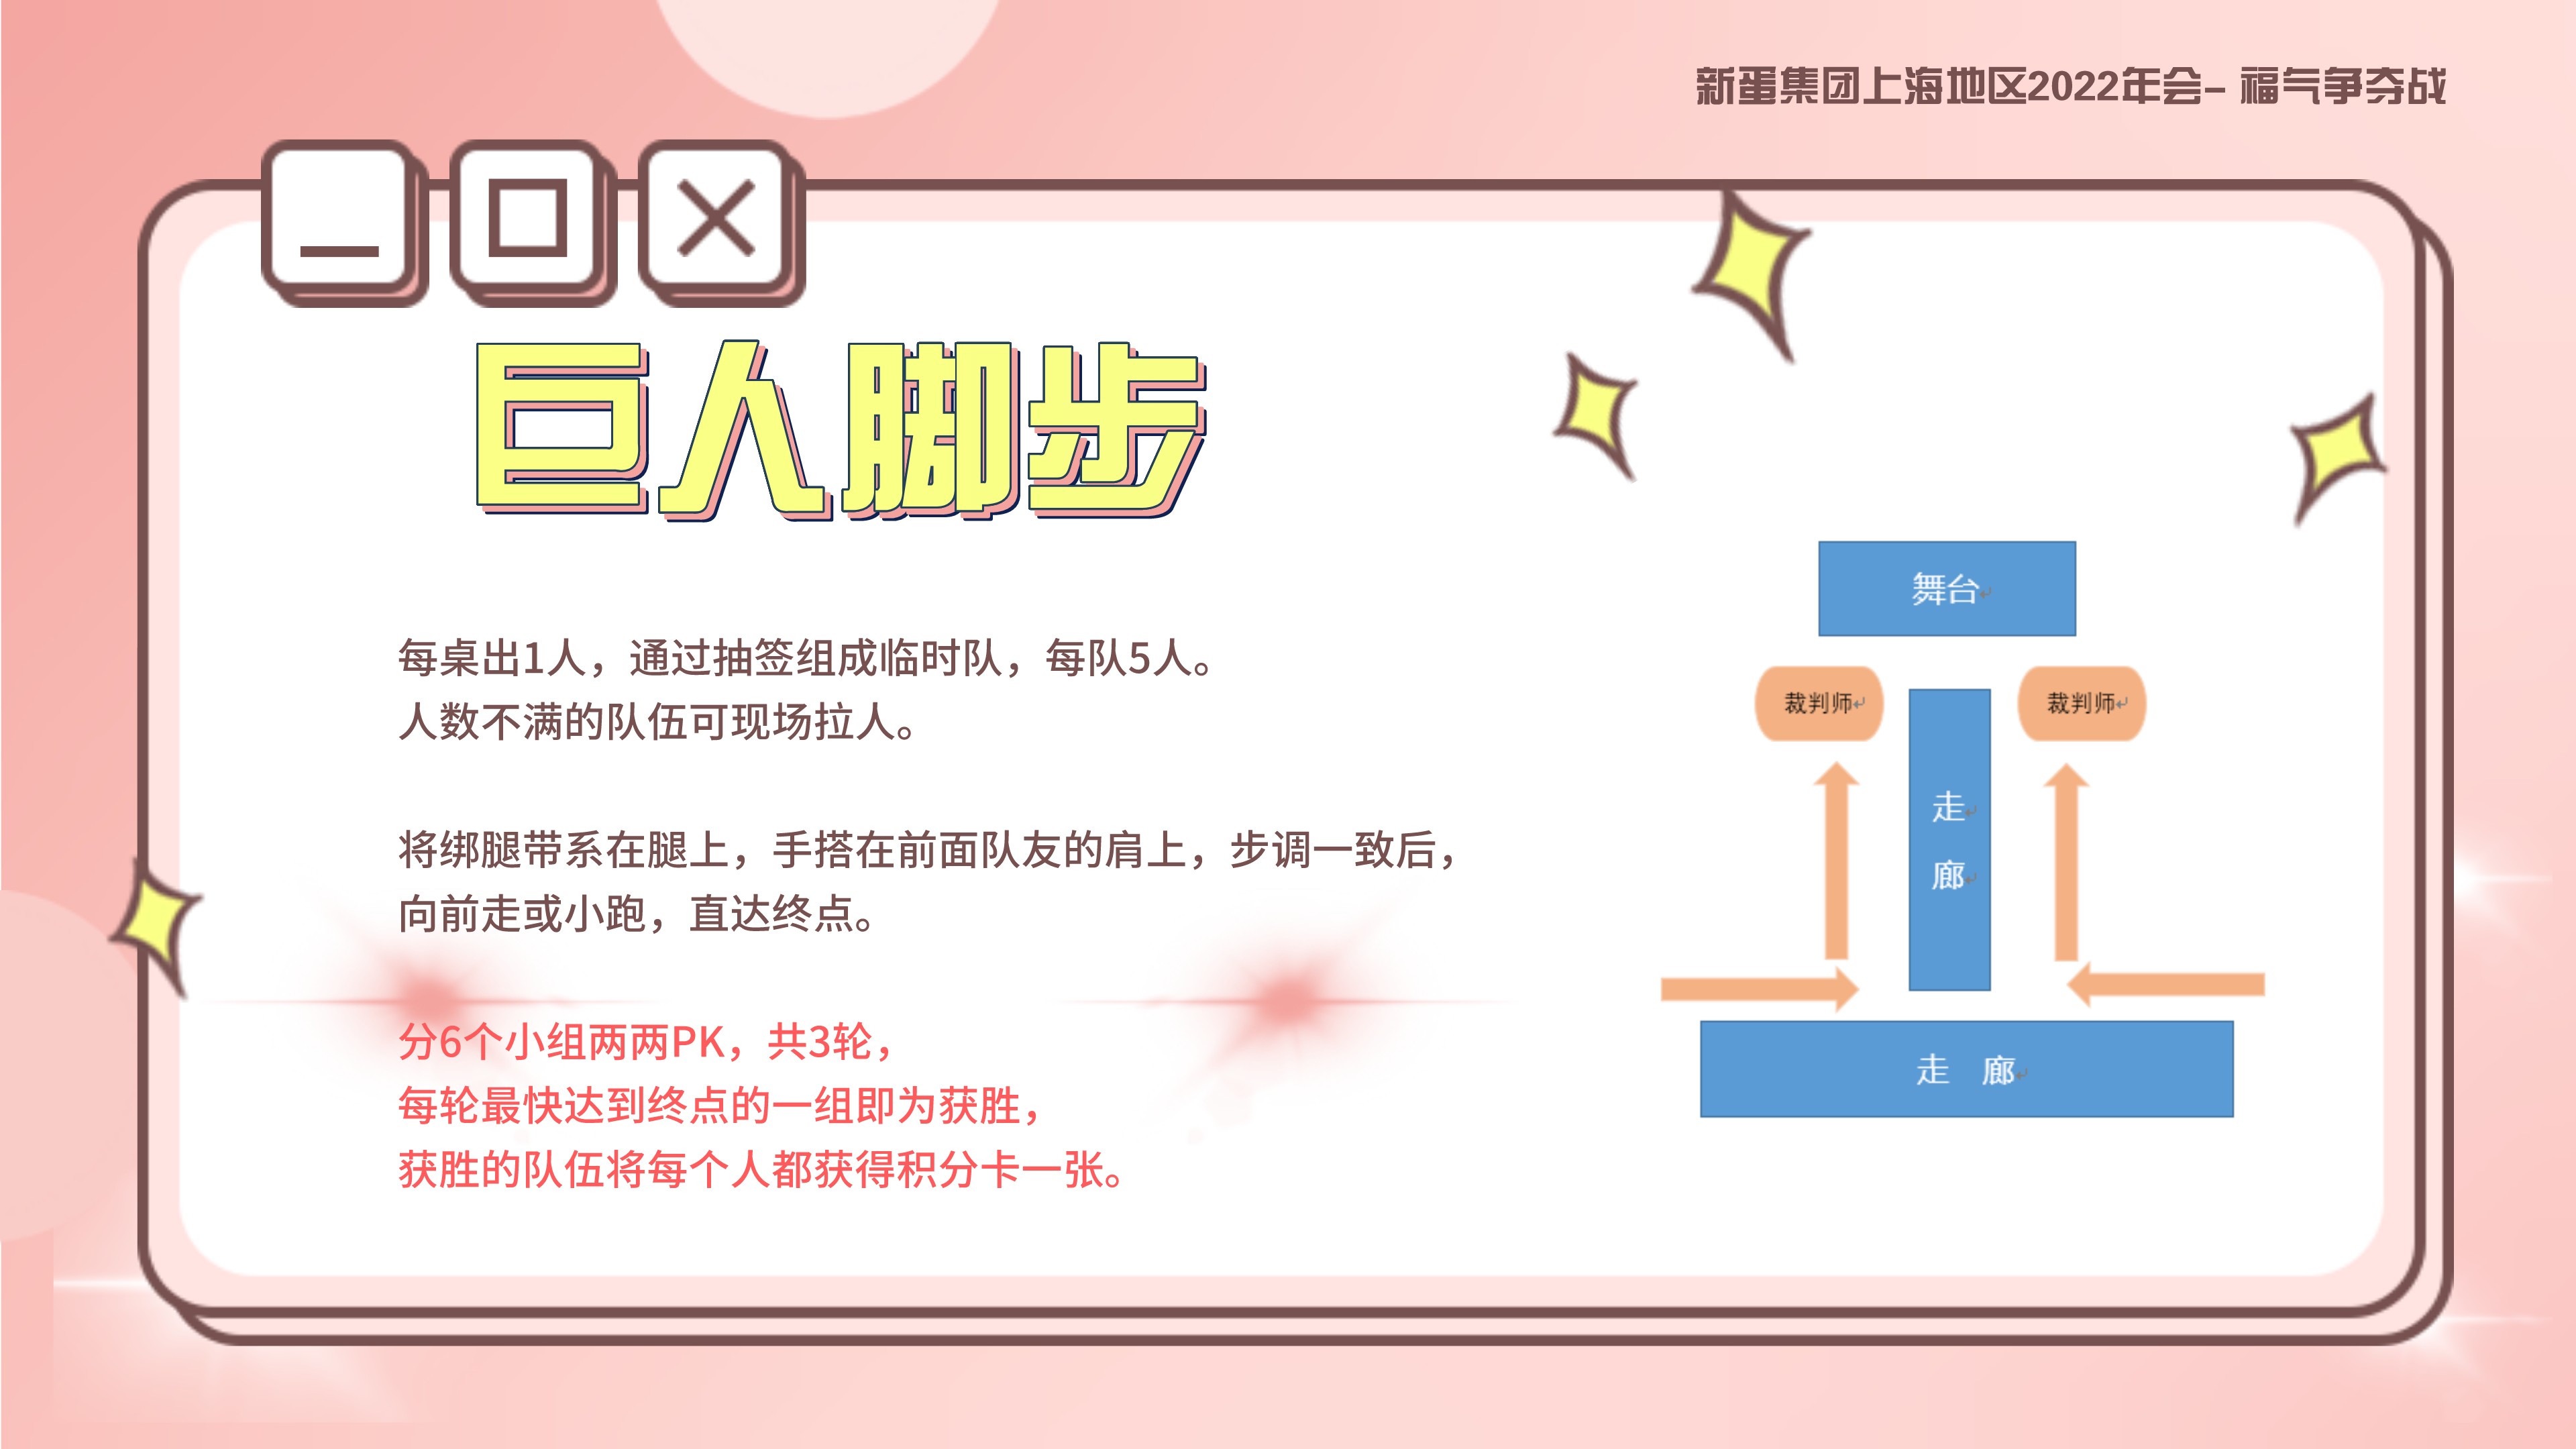 新蛋集团上海地区2022年会- 福气争夺战
巨人脚步
每桌出1人，通过抽签组成临时队，每队5人。
人数不满的队伍可现场拉人。
将绑腿带系在腿上，手搭在前面队友的肩上，步调一致后，
向前走或小跑，直达终点。
分6个小组两两PK，共3轮，
每轮最快达到终点的一组即为获胜，
获胜的队伍将每个人都获得积分卡一张。
舞台
裁判师
裁判师
走
廊
走 廊